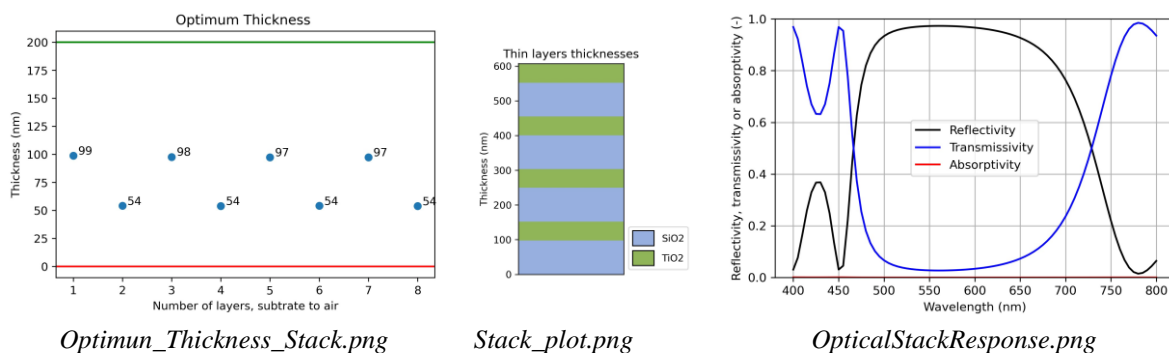 Optimum Thickness
Thickness (nm)
200
175
150
125
100
75
50
25
0
99
54
98
54
97
54
97
54
1 2 3 4 5 6 7 8
Number of layers, subtrate to air
Optimun_Thickness_Stack.png
Thin layers thicknesses
Thickness (nm)
600
500
400
300
200
100
0
SiO2
TiO2
Stack_plot.png
Reflectivity, transmissivity or absorptivity (-)
1.0
0.8
0.6
0.4
0.2
0.0
Reflectivity
Transmissivity
Absorptivity
400 450 500 550 600 650 700 750 800
Wavelength (nm)
OpticalStackResponse.png